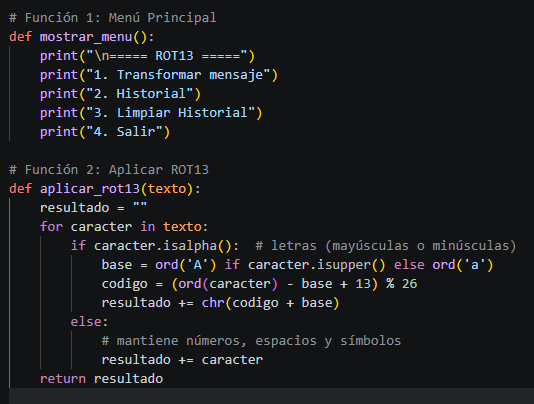 # Función 1: Menú Principal
def mostrar_menu():
    print("\n===== ROT13 =====")
    print("1. Transformar mensaje")
    print("2. Historial")
    print("3. Limpiar Historial")
    print("4. Salir")

# Función 2: Aplicar ROT13
def aplicar_rot13(texto):
    resultado = ""
    for caracter in texto:
        if caracter.isalpha():  # letras (mayúsculas o minúsculas)
            base = ord('A') if caracter.isupper() else ord('a')
            codigo = (ord(caracter) - base + 13) % 26
            resultado += chr(codigo + base)
        else:
            # mantiene números, espacios y símbolos
            resultado += caracter
    return resultado